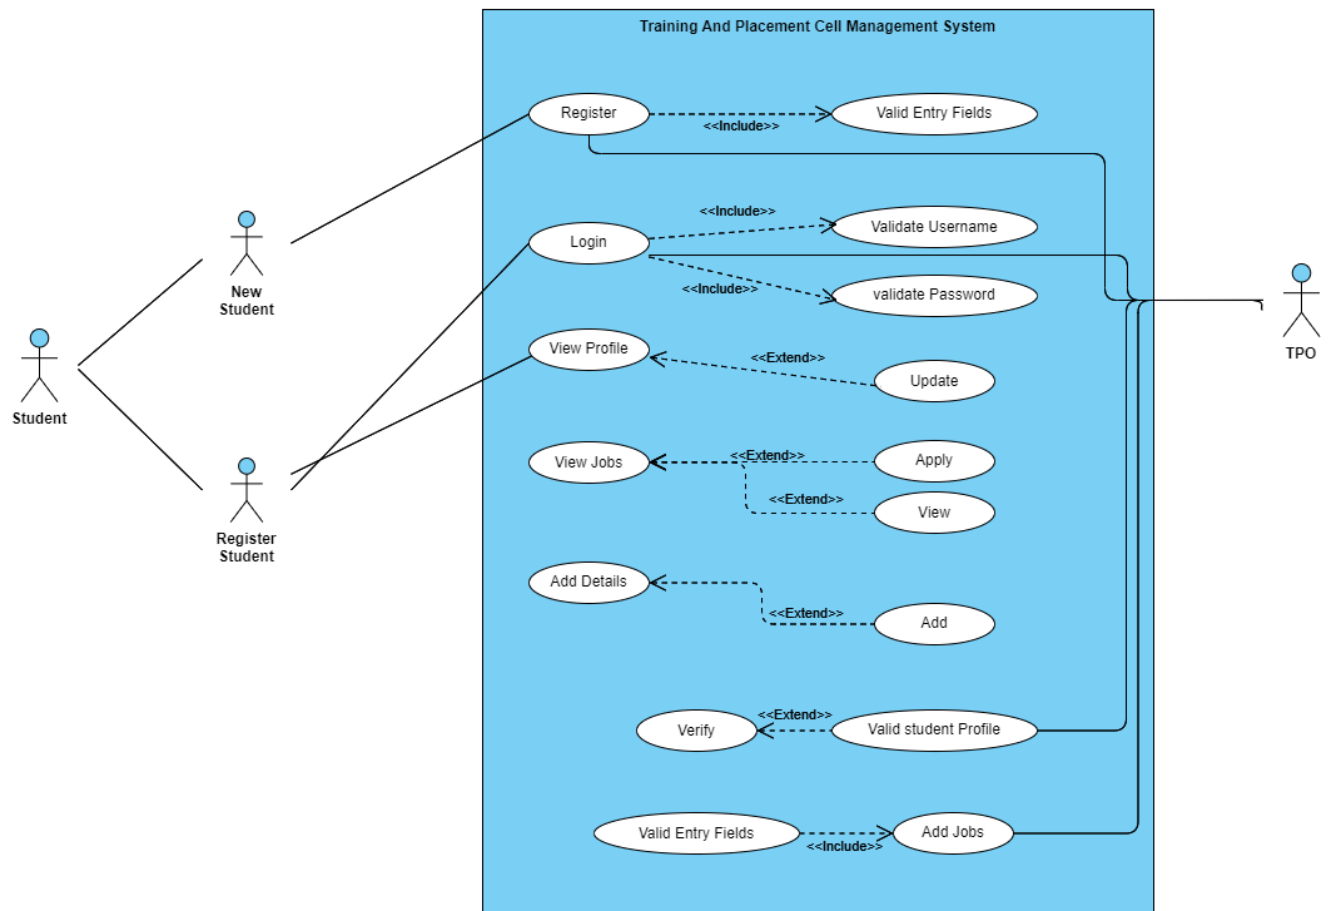 Training And Placement Cell Management System
Register
<<Include>>
Valid Entry Fields
New
Student
Login
<<Include>>
Validate Username
<<Include>>
validate Password
TPO
Student
View Profile
<<Extend>>
Update
View Jobs
<<Extend>>
Apply
<<Extend>>
View
Register
Student
Add Details
<<Extend>>
Add
Verify
<<Extend>>
Valid student Profile
Valid Entry Fields
<<Include>>
Add Jobs